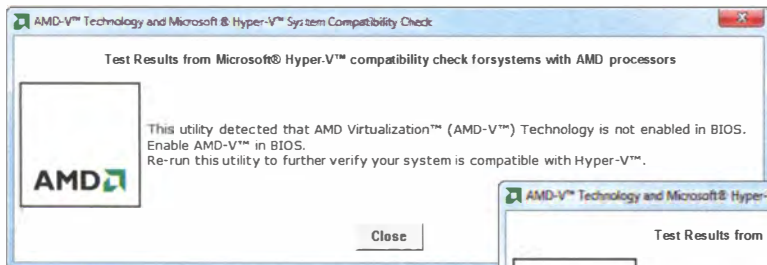 AMD-V™ Technology and Microsoft® Hyper-V™ System Compatibility Check
Test Results from Microsoft® Hyper-V™ compatibility check forsystems with AMD processors
This utility detected that AMD Virtualization™ (AMD-V™) Technology is not enabled in BIOS.
Enable AMD-V™ in BIOS.
Re-run this utility to further verify your system is compatible with Hyper-V™.
AMD
Close
AMD-V™ Technology and Microsoft® Hyper-
Test Results from